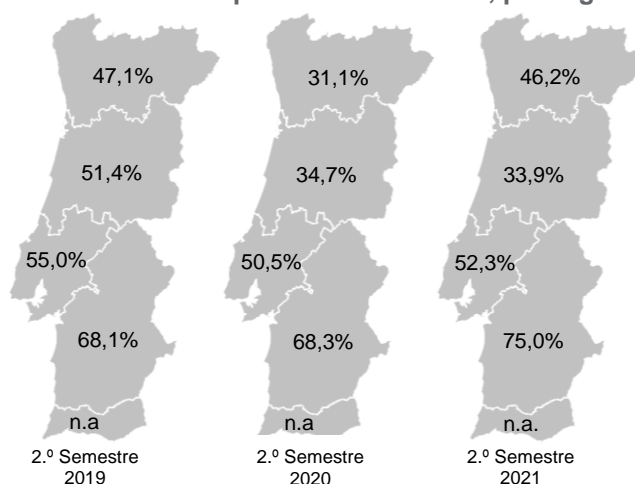 47,1%
51,4%
55,0%
68,1%
n.a
2.º Semestre
2019
31,1%
34,7%
50,5%
68,3%
n.a
2.º Semestre
2020
46,2%
33,9%
52,3%
75,0%
n.a.
2.º Semestre
2021